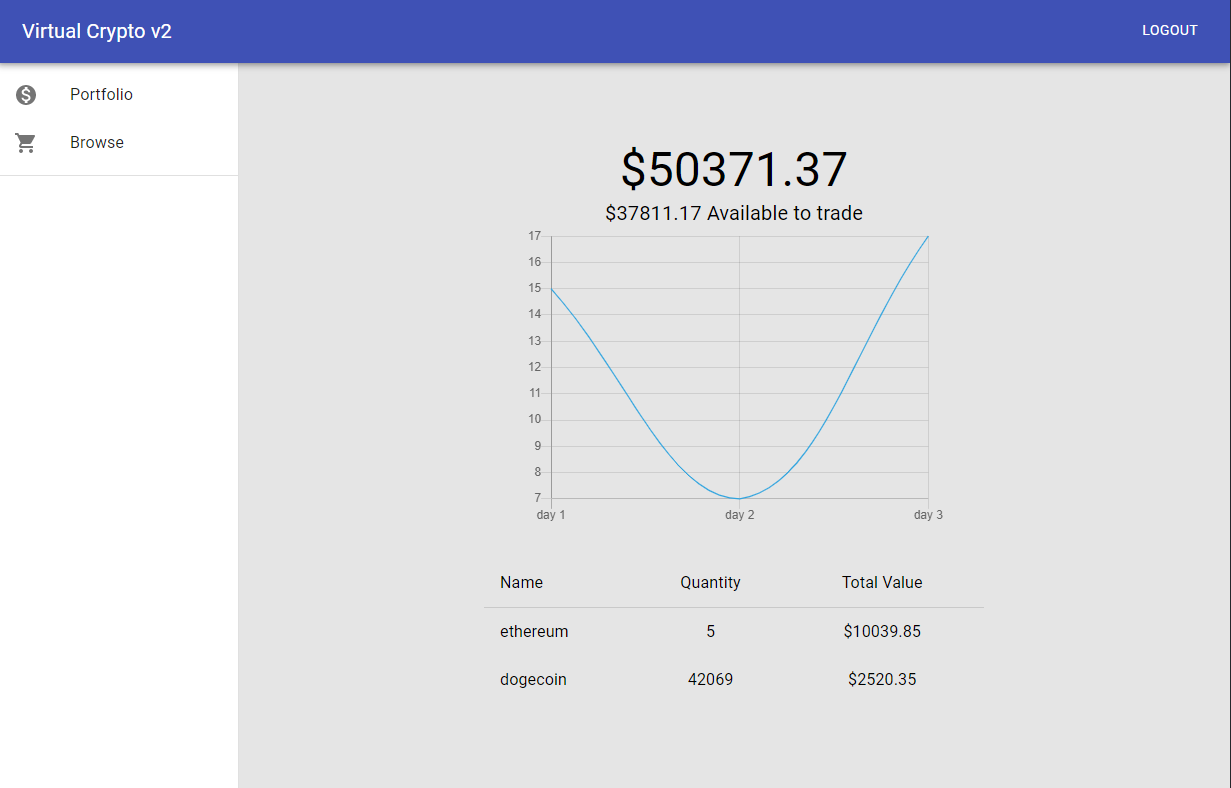 Virtual Crypto v2
LOGOUT
Portfolio
Browse
$50371.37
$37811.17 Available to trade
17
16
15
14
13
12
11
10
9
8
7
day 1 day 2 day 3
Name Quantity Total Value
ethereum 5 $10039.85
dogecoin 42069 $2520.35